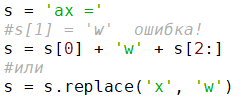 s = 'ax ='
#s[1] = 'w'  ошибка!
s = s[0] + 'w' + s[2:]
#или
s = s.replace('x', 'w')